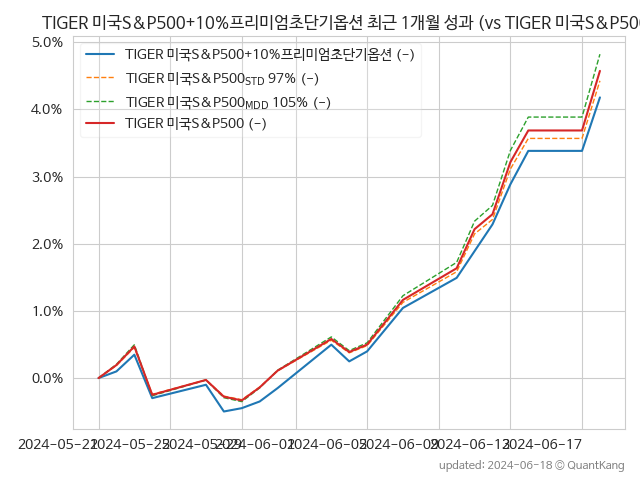 TIGER 미국S&P500+10%프리미엄초단기옵션 최근 1개월 성과 (vs TIGER 미국S&P500
5.0%
TIGER 미국S&P500+10%프리미엄초단기옵션 (-)
TIGER 미국S&P500STD 97% (-)
TIGER 미국S&P500MDD 105% (-)
TIGER 미국S&P500 (-)
4.0%
3.0%
2.0%
1.0%
0.0%
2024-05-21 2024-05-25 2024-05-29 2024-06-01 2024-06-05 2024-06-09 2024-06-13 2024-06-17
updated: 2024-06-18 © QuantKang